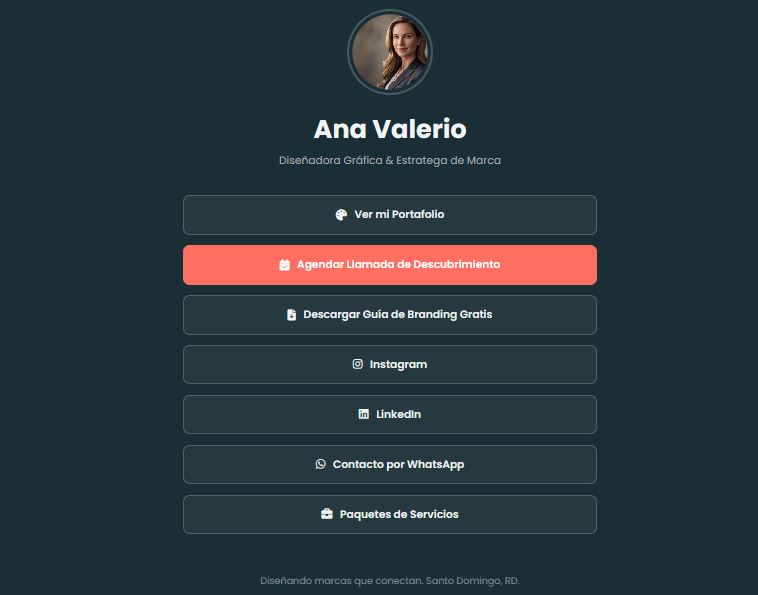 Ana Valerio
Diseñadora Gráfica & Estratega de Marca
Ver mi Portafolio
Agendar Llamada de Descubrimiento
Descargar Guía de Branding Gratis
Instagram
LinkedIn
Contacto por WhatsApp
Paquetes de Servicios
Diseñando marcas que conectan. Santo Domingo, RD.